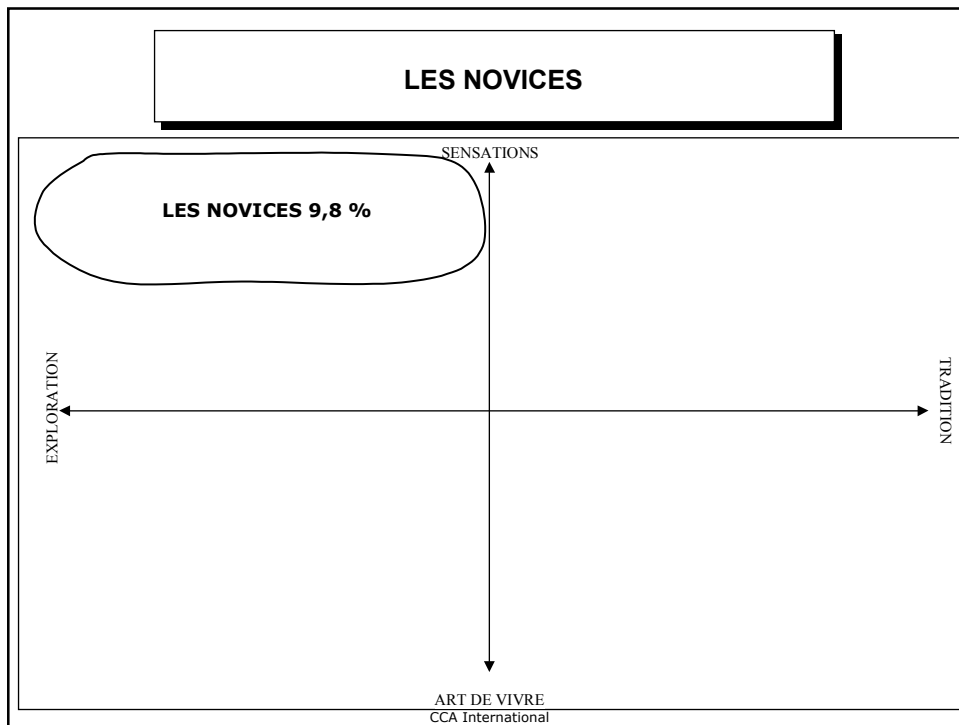 LES NOVICES
SENSATIONS
LES NOVICES 9,8 %
EXPLORATION
TRADITION
ART DE VIVRE
CCA International